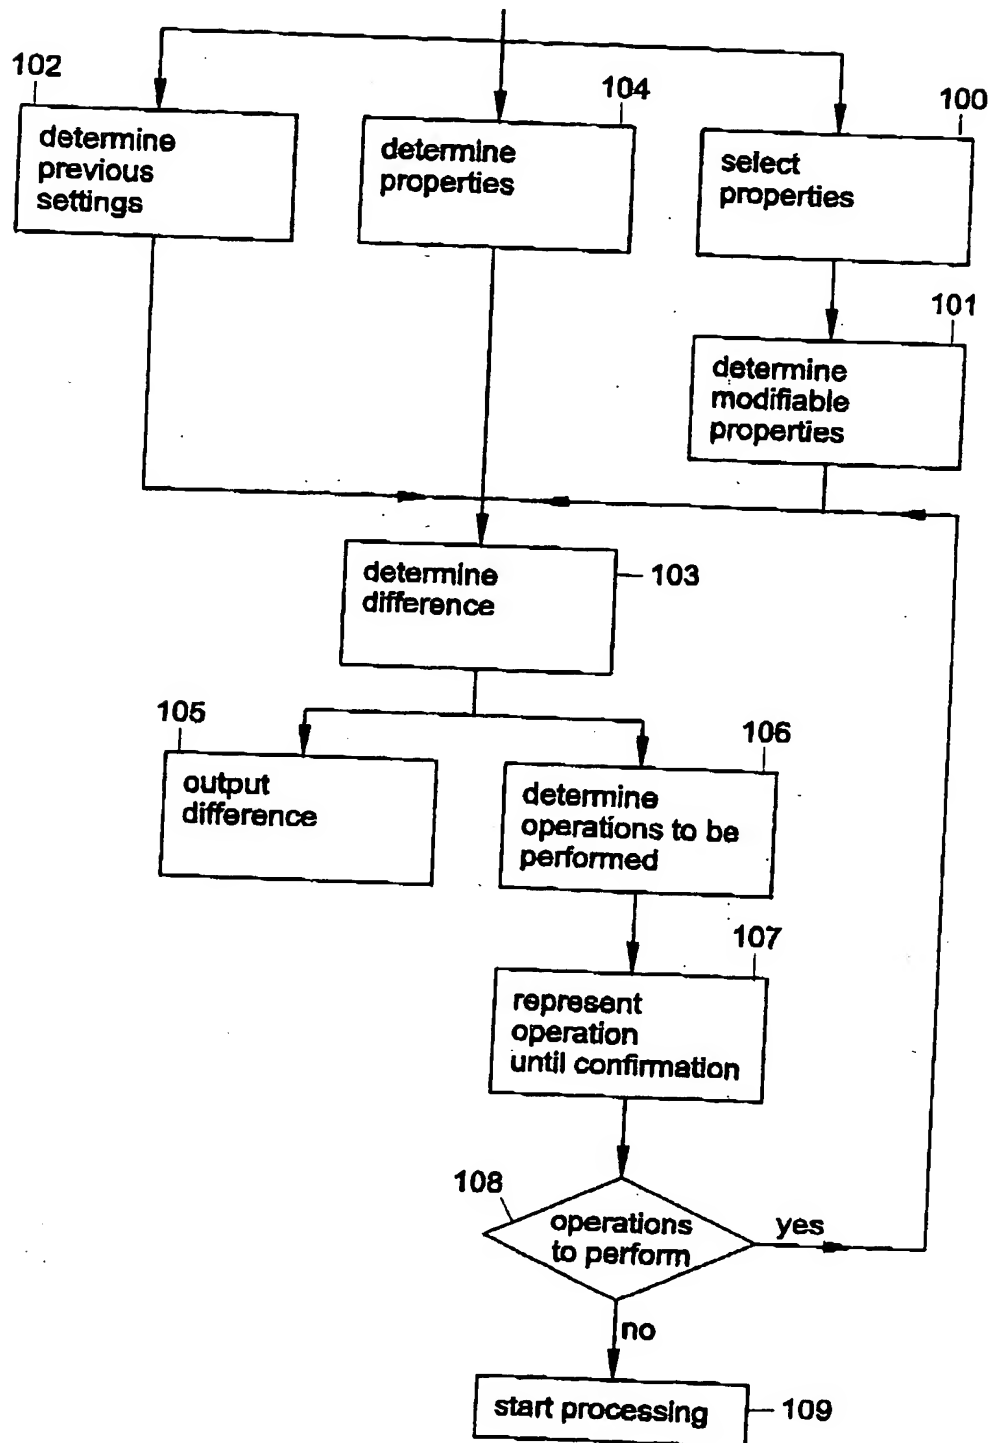 102
determine
previous
settings
104
determine
properties
100
select
properties
101
determine
modifiable
properties
determine
difference
103
105
output
difference
106
determine
operations to be
performed
107
represent
operation
until confirmation
108
operations
to perform
yes
no
start processing
109